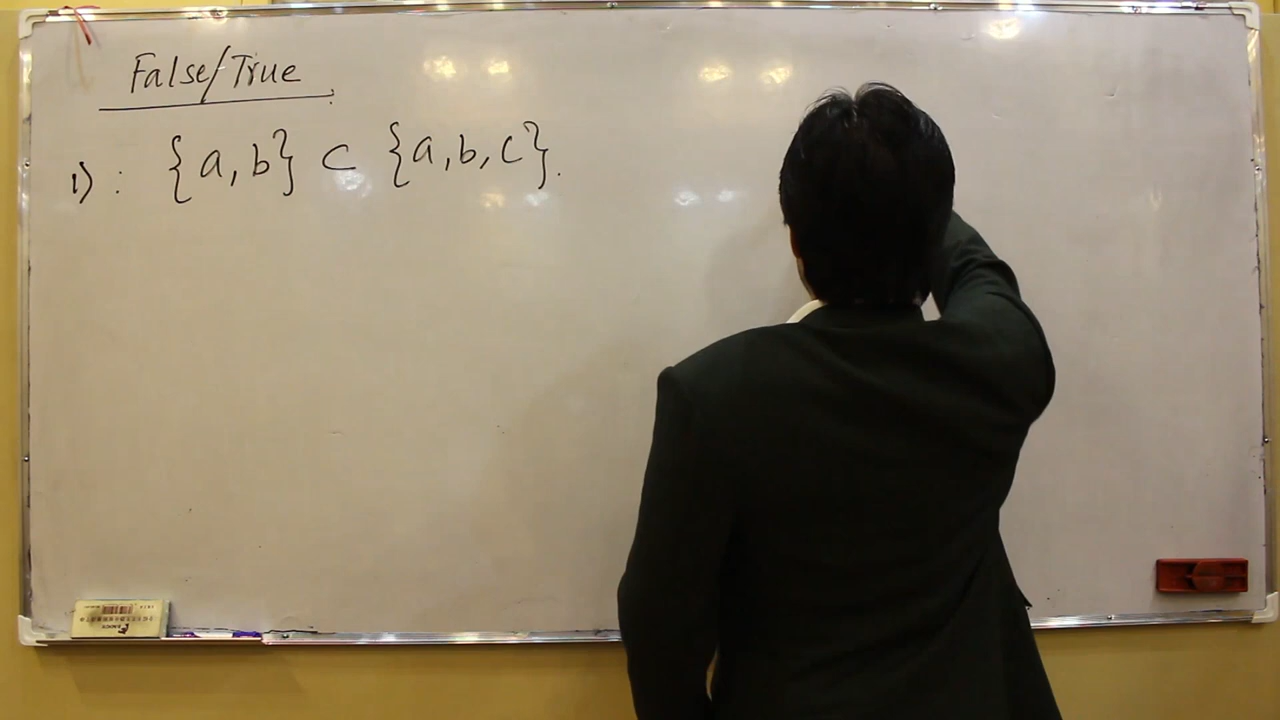 False/True
1) : {a, b} ⊂ {a, b, c}.